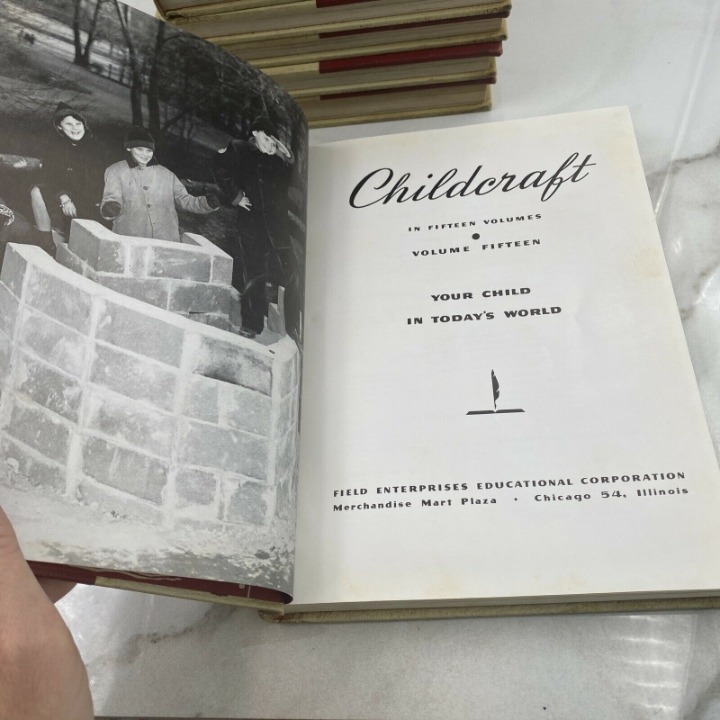 Childcraft
IN FIFTEEN VOLUMES
VOLUME FIFTEEN
YOUR CHILD
IN TODAY'S WORLD
FIELD ENTERPRISES EDUCATIONAL CORPORATION
Merchandise Mart Plaza • Chicago 54, Illinois